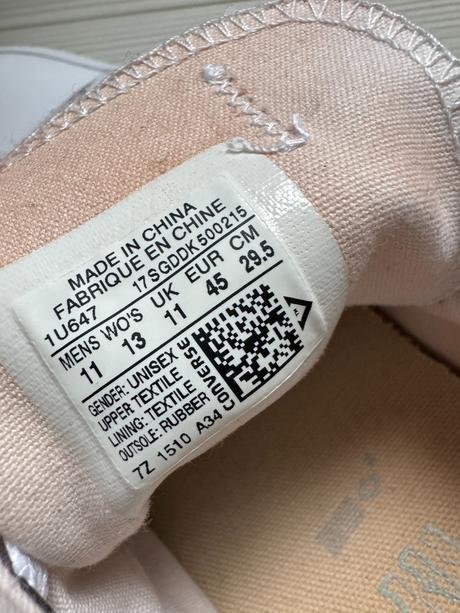 MADE IN CHINA
FABRIQUE EN CHINE
1U647 17SGDDK500215
MENS WO'S UK EUR CM
11 13 11 45 29.5
GENDER: UNISEX
UPPER: TEXTILE
LINING: TEXTILE
OUTSOLE: RUBBER
7Z 1510 A34
CONVERSE